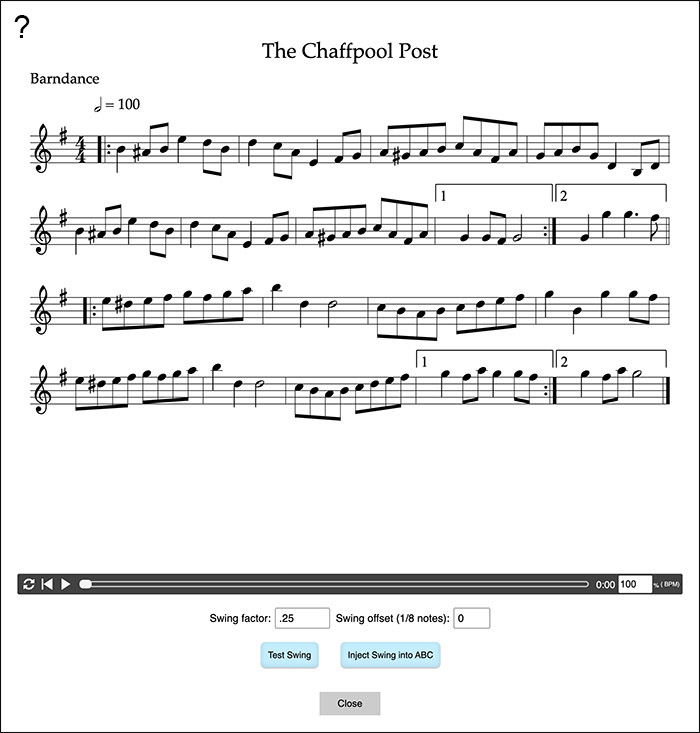 ?
The Chaffpool Post
Barndance
= 100
4
4
1
2
1
2
0:00 100 % ( BPM)
Swing factor: .25 Swing offset (1/8 notes): 0
Test Swing Inject Swing into ABC
Close